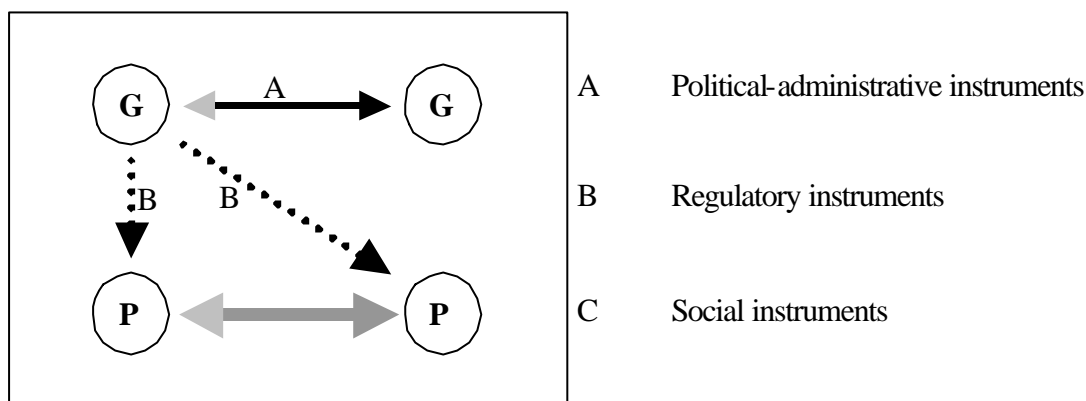 G A G
B B
P P
A Political-administrative instruments
B Regulatory instruments
C Social instruments